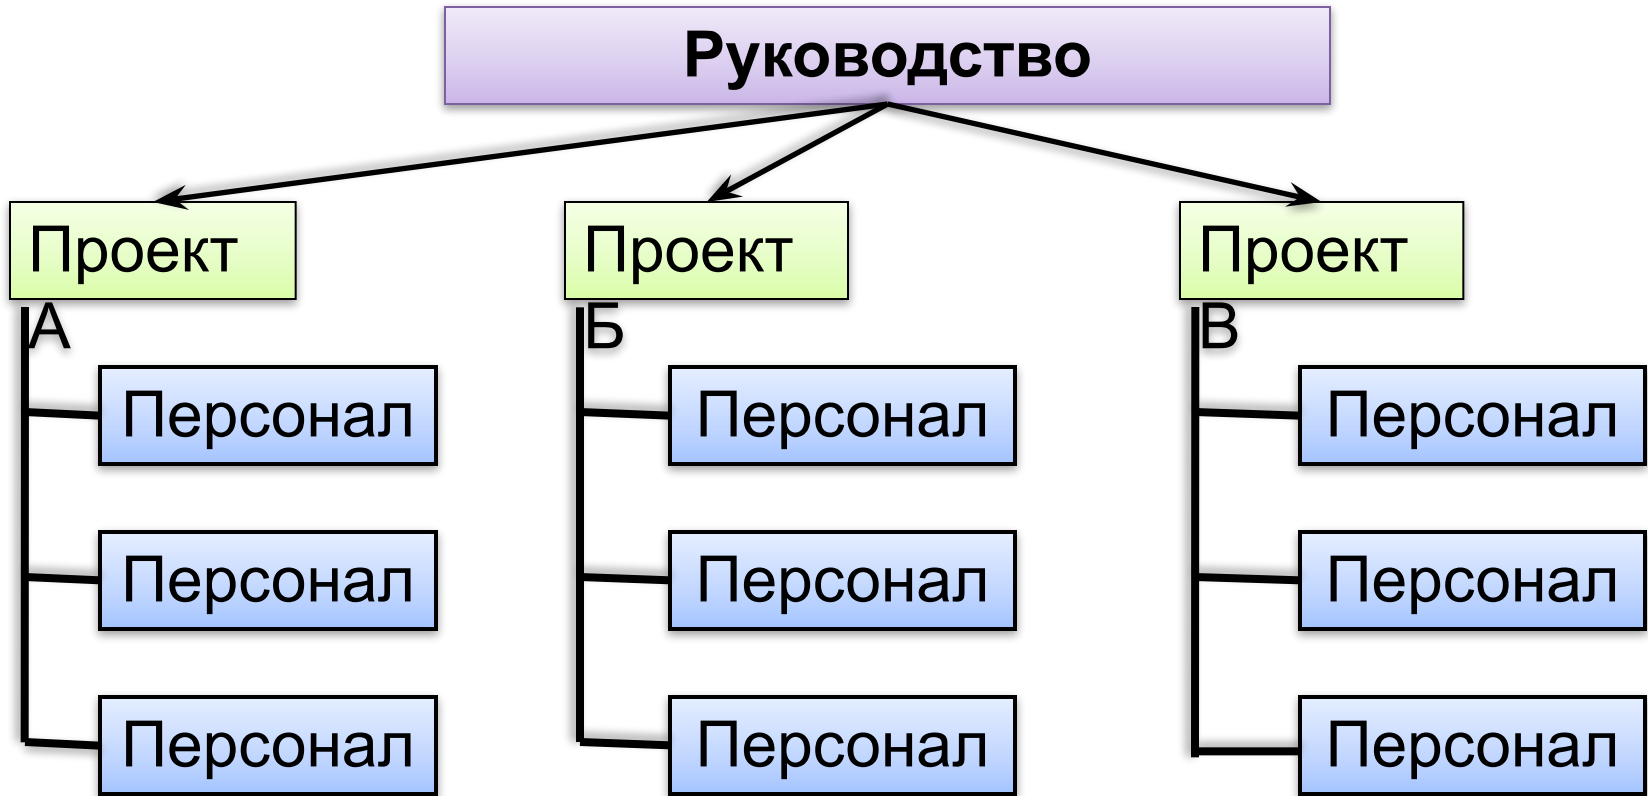 Руководство
Проект
А
Проект
Б
Проект
В
Персонал
Персонал
Персонал
Персонал
Персонал
Персонал
Персонал
Персонал
Персонал